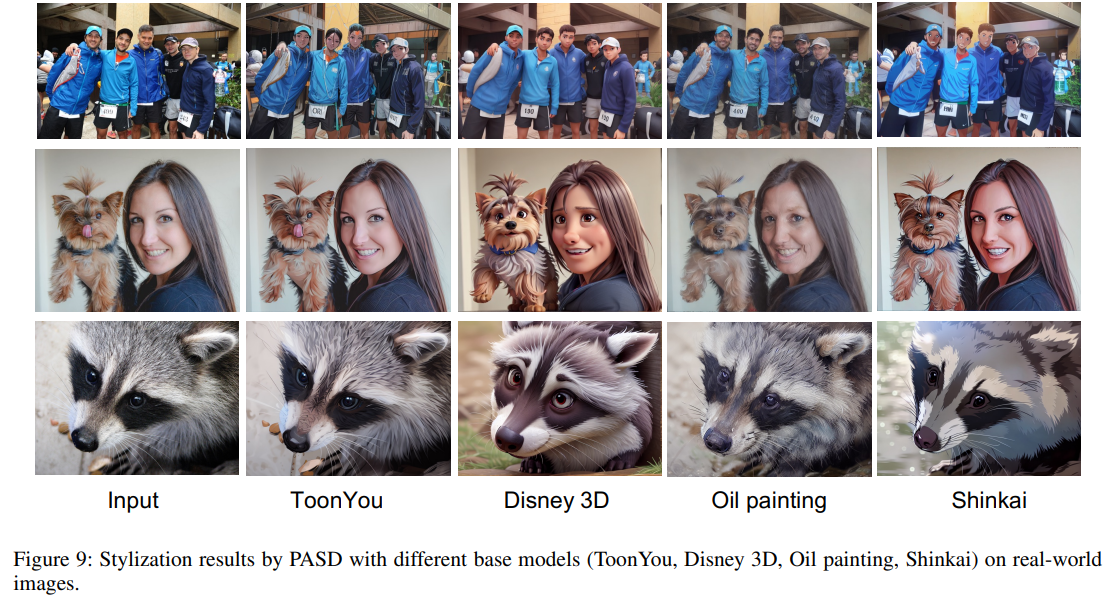 Input
ToonYou
Disney 3D
Oil painting
Shinkai
Figure 9: Stylization results by PASD with different base models (ToonYou, Disney 3D, Oil painting, Shinkai) on real-world
images.